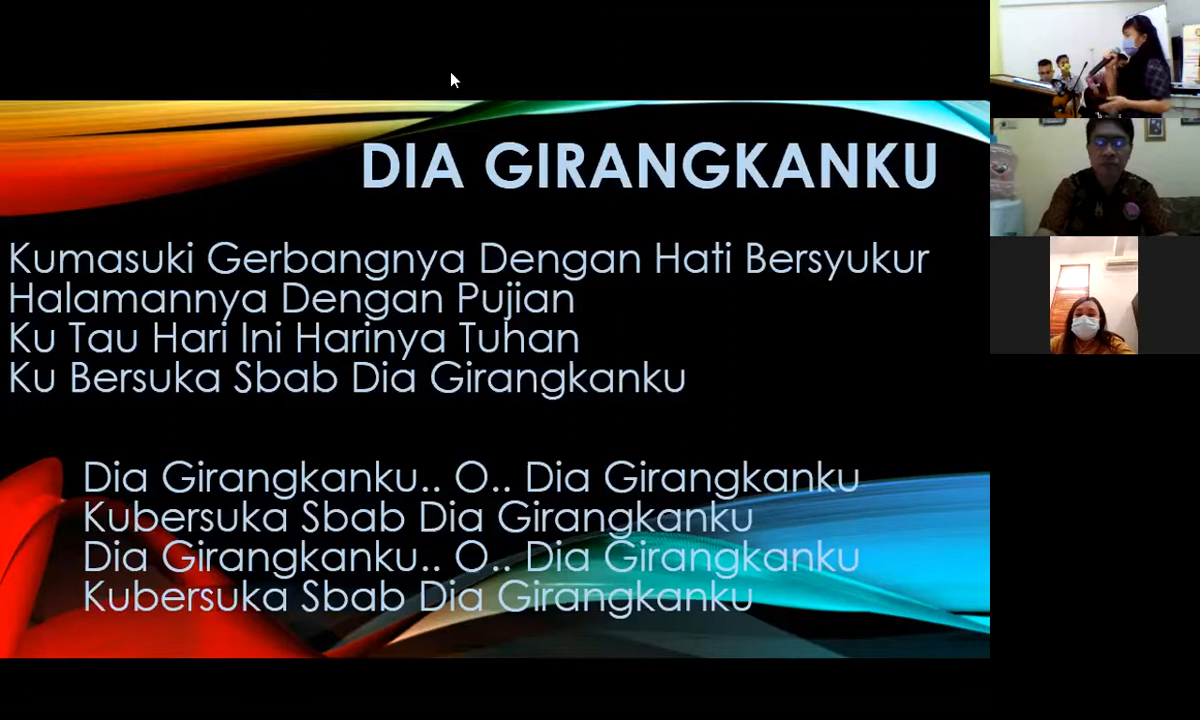 DIA GIRANGKANKU
Kumasuki Gerbangnya Dengan Hati Bersyukur
Halamannya Dengan Pujian
Ku Tau Hari Ini Harinya Tuhan
Ku Bersuka Sbab Dia Girangkanku
Dia Girangkanku.. O.. Dia Girangkanku
Kubersuka Sbab Dia Girangkanku
Dia Girangkanku.. O.. Dia Girangkanku
Kubersuka Sbab Dia Girangkanku